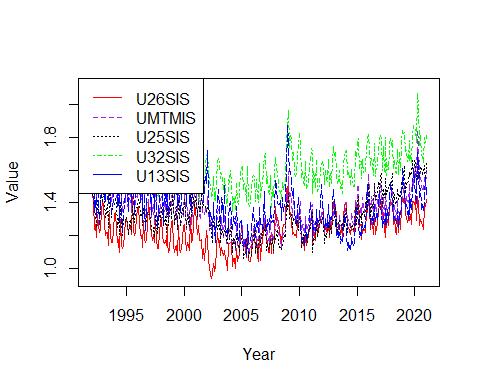 U26SIS
UMTMIS
U25SIS
U32SIS
U13SIS
1.8
1.4
1.0
Value
1995 2000 2005 2010 2015 2020
Year